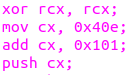 xor rcx, rcx;
mov cx, 0x40e;
add cx, 0x101;
push cx;